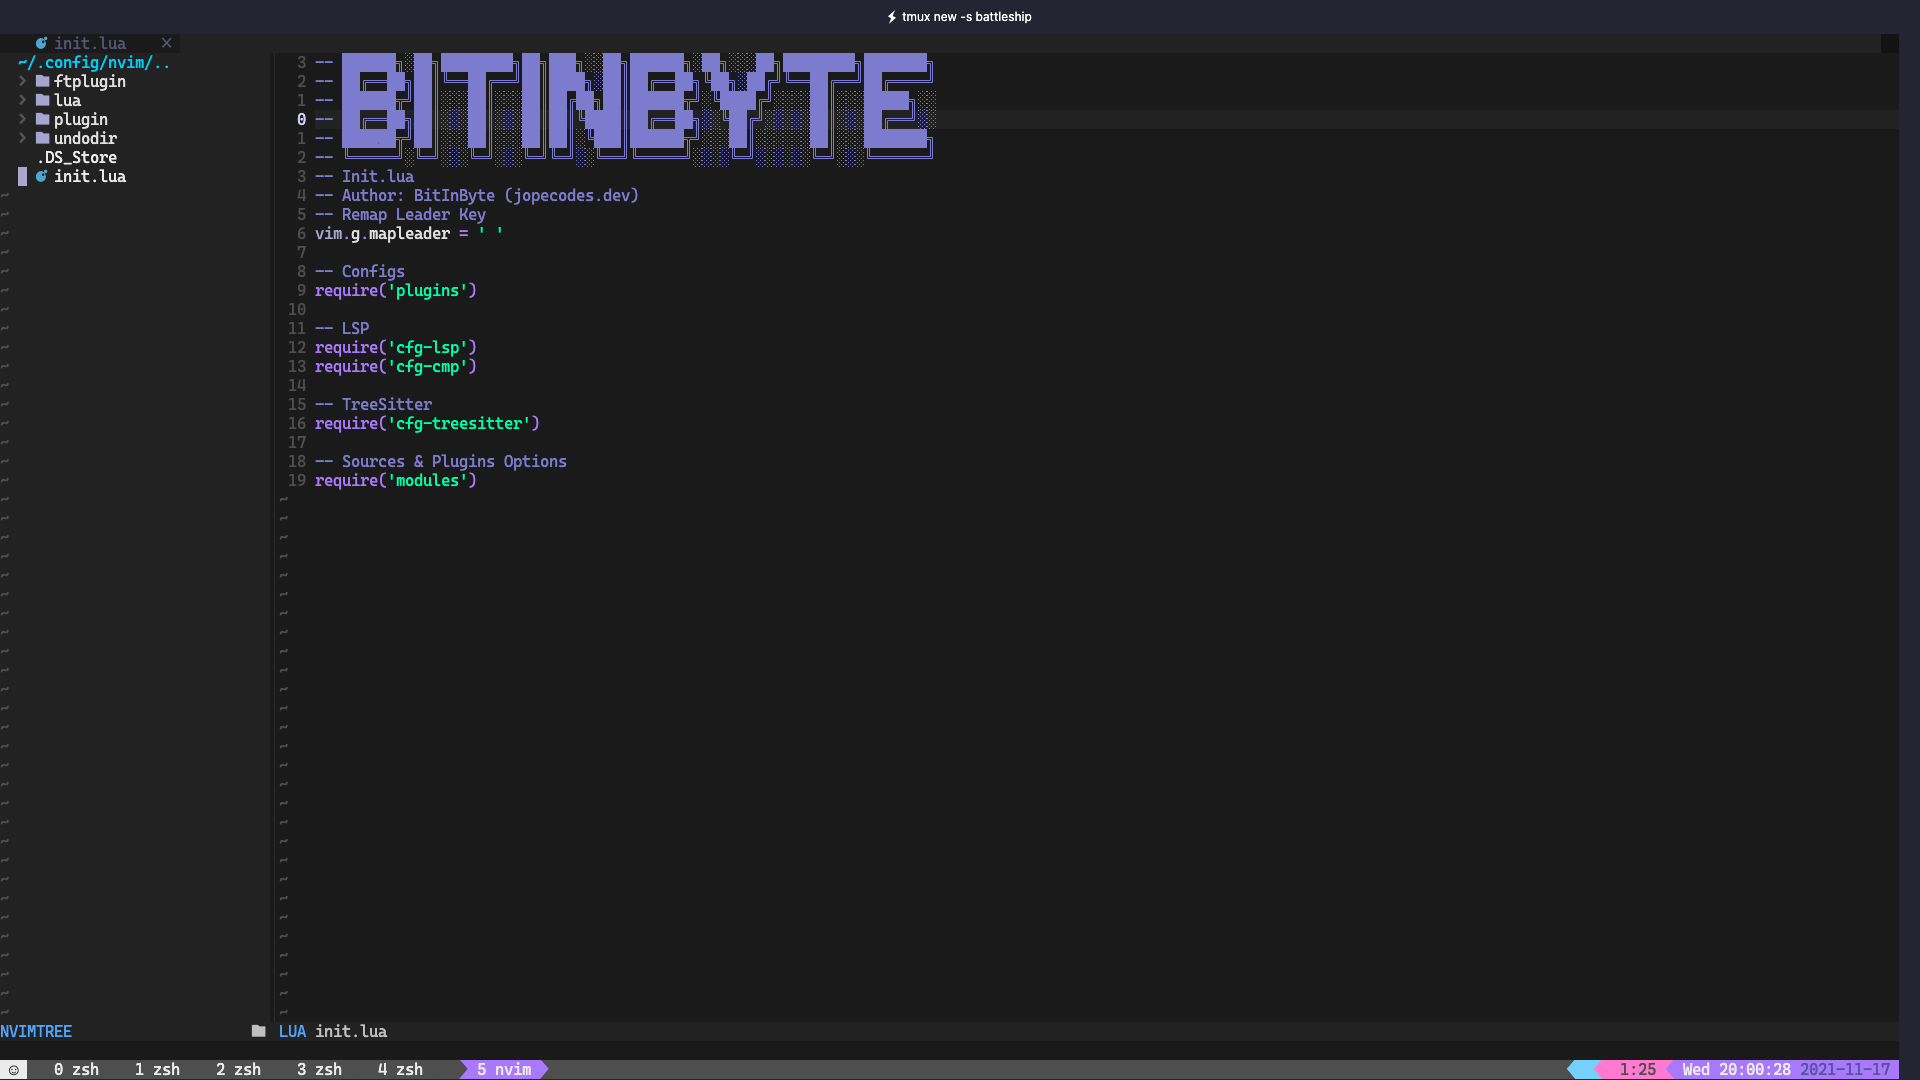 tmux new -s battleship
init.lua ×
~/.config/nvim/..
ftplugin
lua
plugin
undodir
.DS_Store
init.lua
3 --
2 --
1 -- BITINBYTE
0 --
1 --
2 --
3 -- Init.lua
4 -- Author: BitInByte (jopecodes.dev)
5 -- Remap Leader Key
6 vim.g.mapleader = ' '
7
8 -- Configs
9 require('plugins')
10
11 -- LSP
12 require('cfg-lsp')
13 require('cfg-cmp')
14
15 -- TreeSitter
16 require('cfg-treesitter')
17
18 -- Sources & Plugins Options
19 require('modules')
NVIMTREE
LUA init.lua
0 zsh 1 zsh 2 zsh 3 zsh 4 zsh 5 nvim 1:25 Wed 20:00:28 2021-11-17